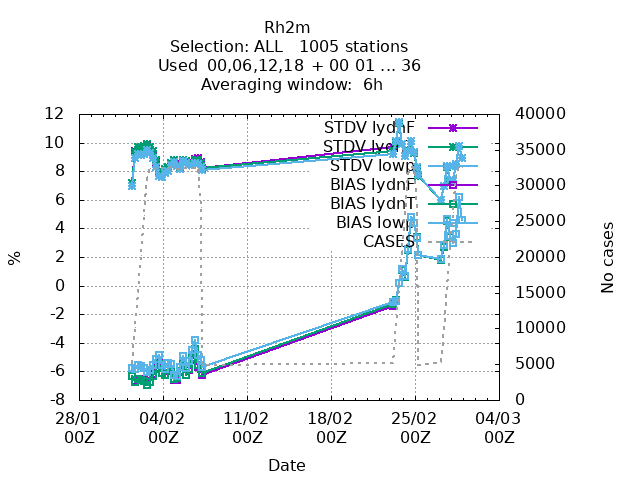 Rh2m
Selection: ALL   1005 stations
Used  00,06,12,18 + 00 01 ... 36
Averaging window:  6h
12
10
8
6
4
2
0
-2
-4
-6
-8
%
40000
35000
30000
25000
20000
15000
10000
5000
0
No cases
STDV lydnF
STDV
STDV lowp
BIAS lydnF
BIAS lydnT
BIAS lowp
CASES
28/01 04/02 11/02 18/02 25/02 04/03
00Z 00Z 00Z 00Z 00Z 00Z
Date